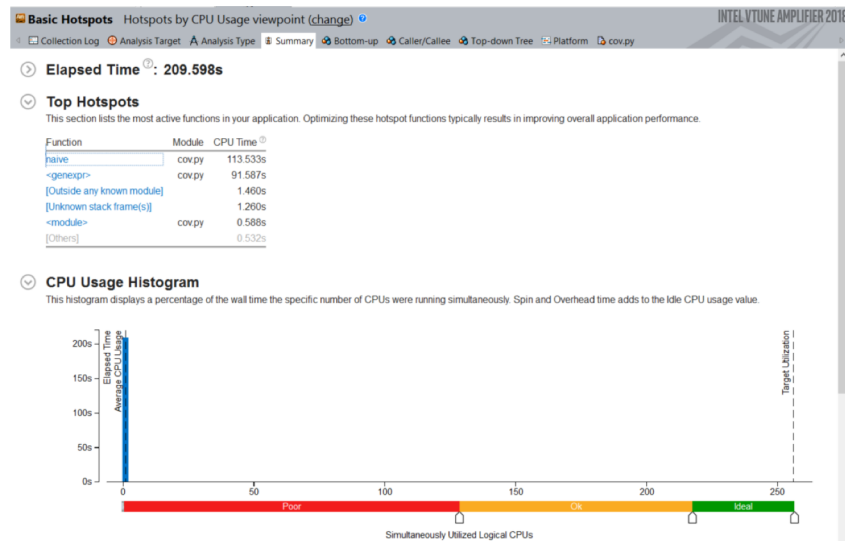 Basic Hotspots Hotspots by CPU Usage viewpoint (change) ?
INTEL VTUNE AMPLIFIER 2018
Collection Log Analysis Target Analysis Type Summary Bottom-up Caller/Callee Top-down Tree Platform cov.py
Elapsed Time ?: 209.598s
Top Hotspots
This section lists the most active functions in your application. Optimizing these hotspot functions typically results in improving overall application performance.
Function Module CPU Time ?
naive cov.py 113.533s
<genexpr> cov.py 91.587s
[Outside any known module] 1.460s
[Unknown stack frame(s)] 1.260s
<module> cov.py 0.588s
[Others] 0.532s
CPU Usage Histogram
This histogram displays a percentage of the wall time the specific number of CPUs were running simultaneously. Spin and Overhead time adds to the Idle CPU usage value.
Elapsed Time
Average CPU Usage
Target Utilization
200s
150s
100s
50s
0s
0 50 100 150 200 250
Poor Ok Ideal
Simultaneously Utilized Logical CPUs